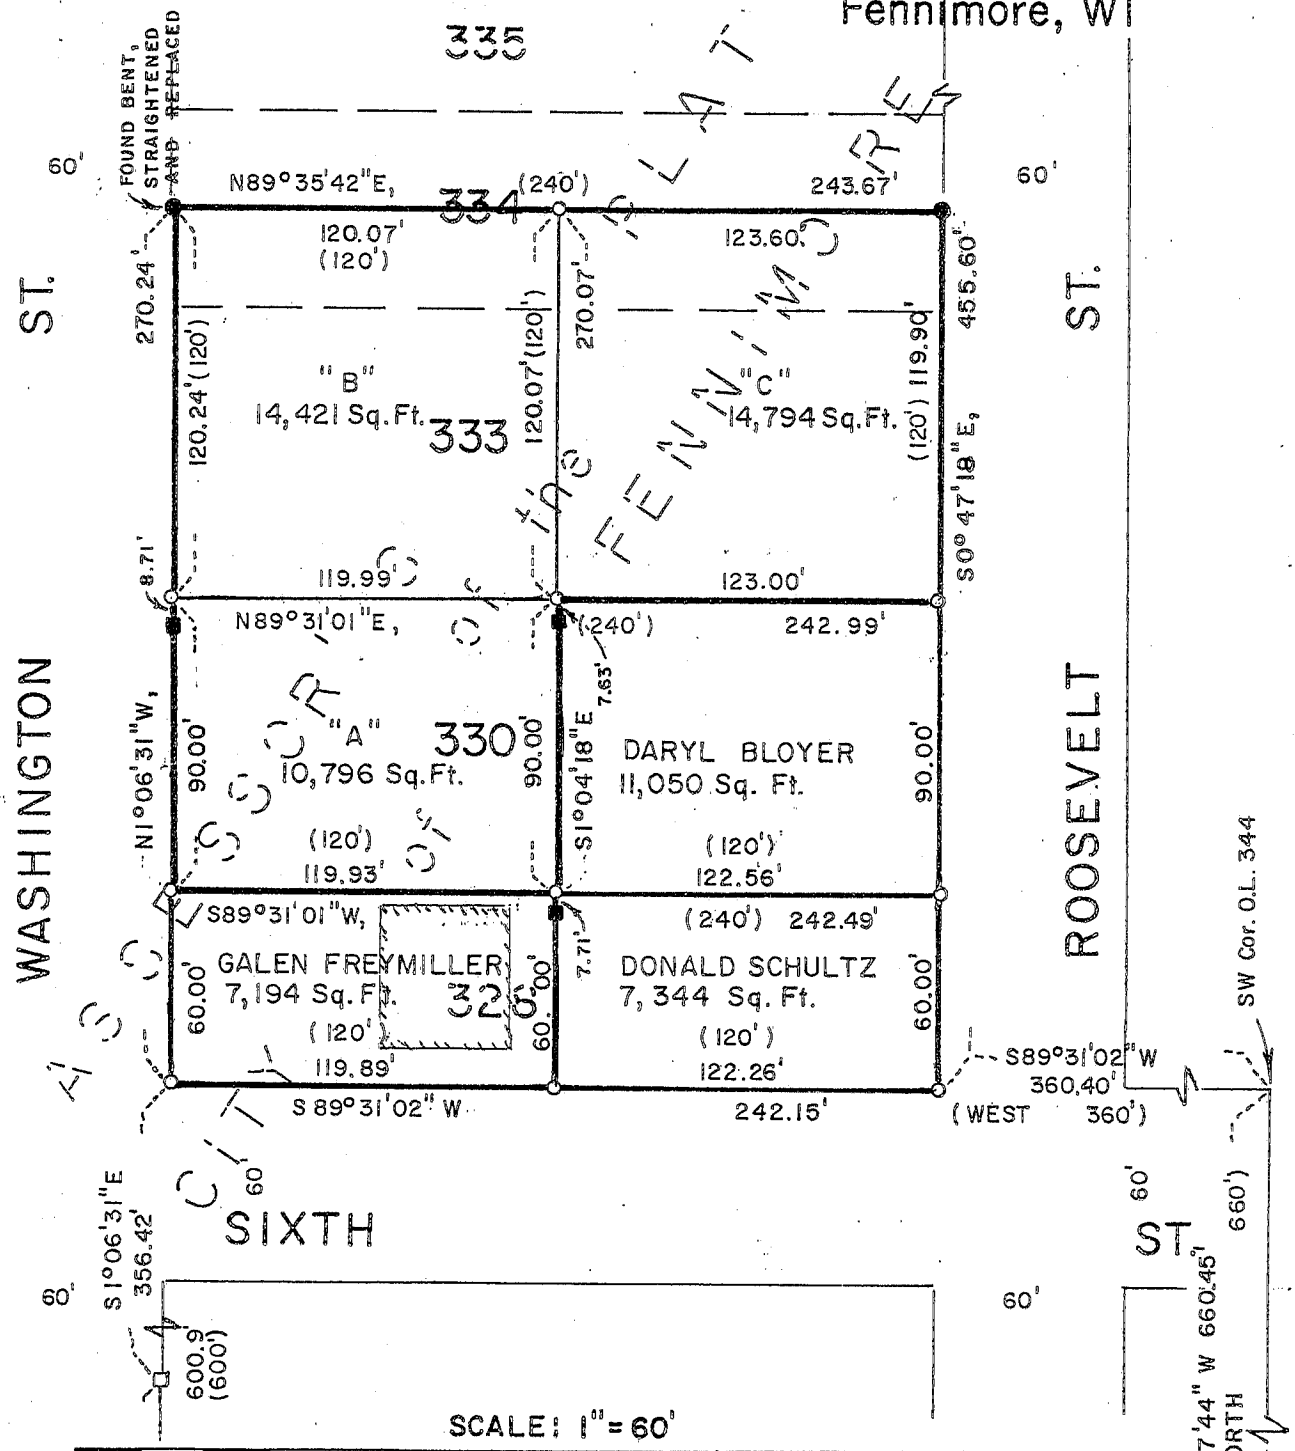 Fennimore, WI
335
FOUND BENT,
STRAIGHTENED
AND REPLACED
60'
60'
N89°35'42"E,
334
(240')
243.67'
120.07'
(120')
123.60'
270.24'
270.07'
455.60'
ST.
ST.
120.24'(120')
120.07'(120')
(120') 119.90'
"B"
14,421 Sq.Ft.
333
"C"
14,794 Sq.Ft.
S0°47'18"E,
8.71'
119.99'
123.00'
N89°31'01"E,
(240')
242.99'
7.63'
WASHINGTON
ROOSEVELT
N1°06'31"W,
90.00'
"A"
10,796 Sq.Ft.
330
90.00'
S1°04'18"E
DARYL BLOYER
11,050 Sq. Ft.
90.00'
(120')
119.93'
(120')
122.56'
S89°31'01"W,
(240') 242.49'
7.71'
60.00'
GALEN FREYMILLER
7,194 Sq. Ft.
326
60.00'
DONALD SCHULTZ
7,344 Sq. Ft.
60.00'
(120')
119.89'
(120')
122.26'
S89°31'02"W
242.15'
S89°31'02"W
360.40'
(WEST 360')
SW Cor. O.L. 344
ASSESSOR'S PLAT
OF the
CITY OF FENNIMORE
60'
SIXTH
ST.
60'
660')
S1°06'31"E
356.42'
60'
60'
600.9
(600')
7'44" W 660.45'
ORTH
SCALE: 1"=60'